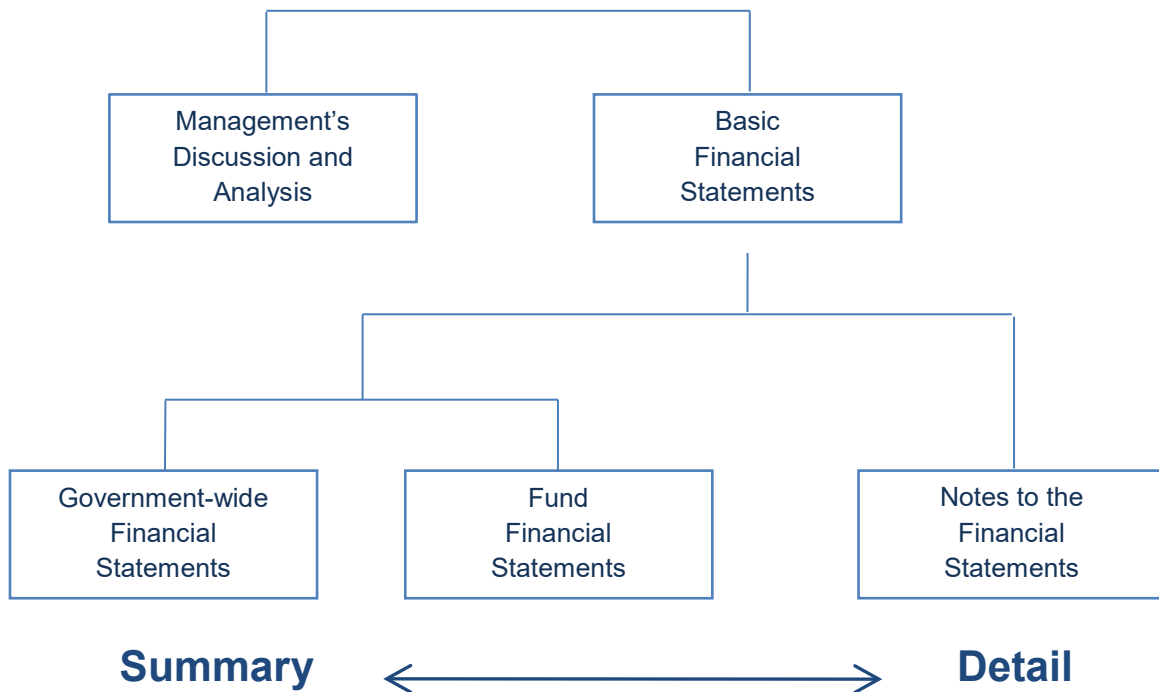 Management’s
Discussion and
Analysis
Basic
Financial
Statements
Government-wide
Financial
Statements
Fund
Financial
Statements
Notes to the
Financial
Statements
Summary
Detail